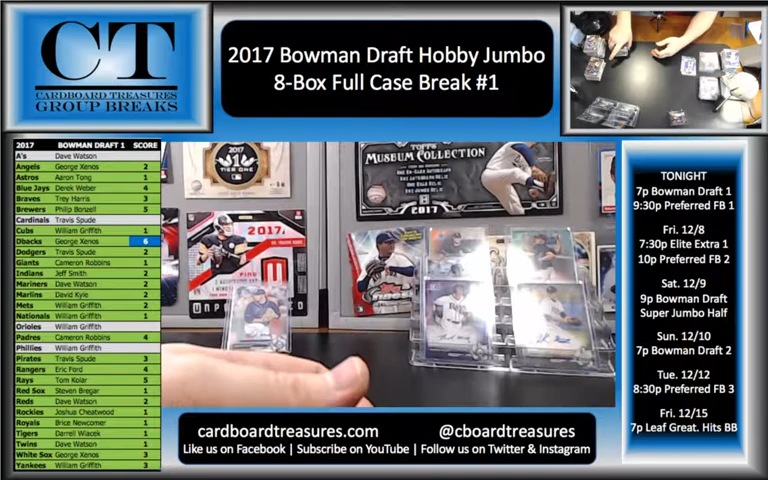 CT
CARDBOARD TREASURES
GROUP BREAKS
2017 Bowman Draft Hobby Jumbo
8-Box Full Case Break #1
2017 BOWMAN DRAFT 1 SCORE
A's Dave Watson
Angels George Xenos 2
Astros Aaron Tong 1
Blue Jays Derek Weber 4
Braves Trey Harris 3
Brewers Philip Bonzell 5
Cardinals Travis Spude
Cubs William Griffith 1
Dbacks George Xenos 6
Dodgers Travis Spude 2
Giants Cameron Robbins 1
Indians Jeff Smith 2
Mariners Dave Watson 2
Marlins David Kyle 2
Mets William Griffith 2
Nationals William Griffith 1
Orioles William Griffith
Padres Cameron Robbins 4
Phillies William Griffith
Pirates Travis Spude 3
Rangers Eric Ford 4
Rays Tom Kolar 5
Red Sox Steven Bregar 1
Reds Dave Watson 2
Rockies Joshua Cheatwood 1
Royals Brice Newcomer 1
Tigers Darrell Wiacek 1
Twins Dave Watson 1
White Sox George Xenos 3
Yankees William Griffith 3
2017
TIER ONE
TOPPS
MUSEUM COLLECTION
2017
2017
TONIGHT
7p Bowman Draft 1
9:30p Preferred FB 1
Fri. 12/8
7:30p Elite Extra 1
10p Preferred FB 2
Sat. 12/9
9p Bowman Draft
Super Jumbo Half
Sun. 12/10
7p Bowman Draft 2
Tue. 12/12
8:30p Preferred FB 3
Fri. 12/15
7p Leaf Great. Hits BB
cardboardtreasures.com @cboardtreasures
Like us on Facebook | Subscribe on YouTube | Follow us on Twitter & Instagram